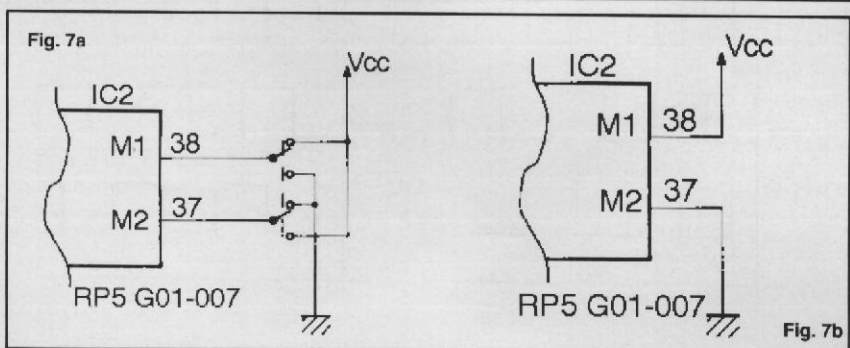 Fig. 7a
IC2
M1 38
M2 37
VCC
RP5 G01-007
IC2
M1 38
M2 37
VCC
RP5 G01-007
Fig. 7b